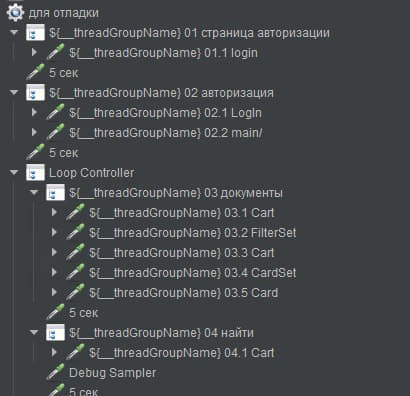 для отладки
${__threadGroupName} 01 страница авторизации
${__threadGroupName} 01.1 login
5 сек
${__threadGroupName} 02 авторизация
${__threadGroupName} 02.1 LogIn
${__threadGroupName} 02.2 main/
5 сек
Loop Controller
${__threadGroupName} 03 документы
${__threadGroupName} 03.1 Cart
${__threadGroupName} 03.2 FilterSet
${__threadGroupName} 03.3 Cart
${__threadGroupName} 03.4 CardSet
${__threadGroupName} 03.5 Card
5 сек
${__threadGroupName} 04 найти
${__threadGroupName} 04.1 Cart
Debug Sampler
5 сек